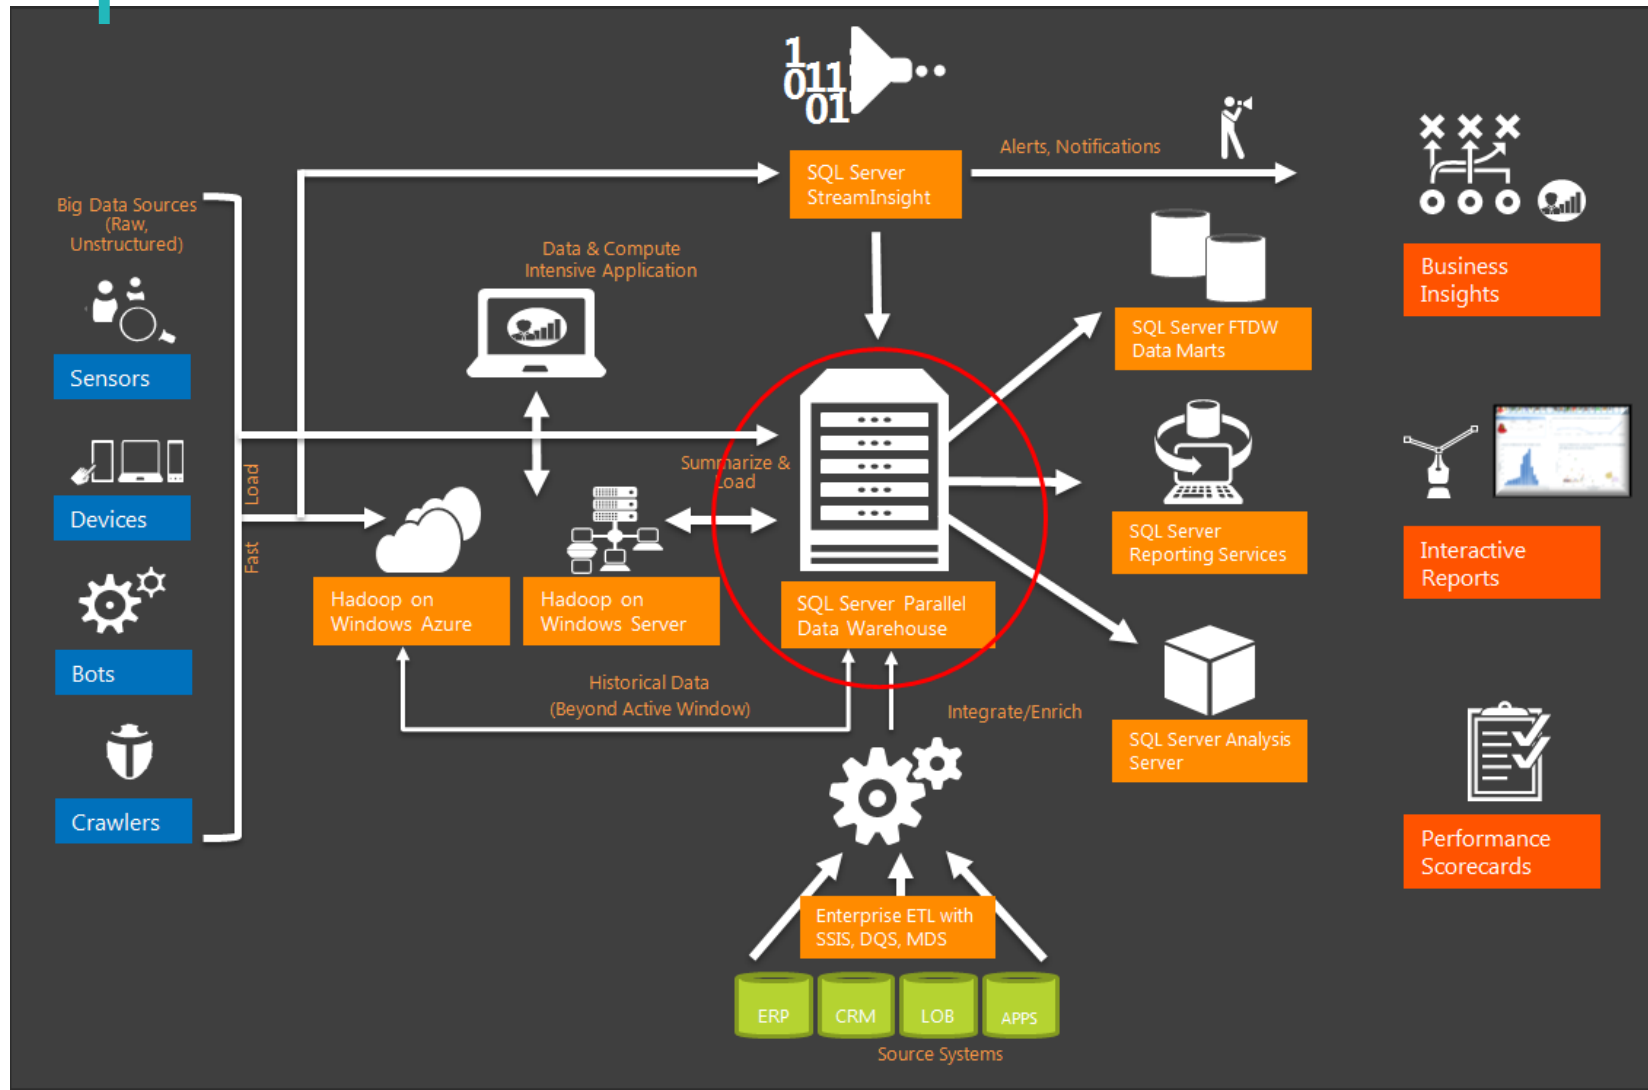 1
011
01
Alerts, Notifications
SQL Server
StreamInsight
Big Data Sources
(Raw,
Unstructured)
Data & Compute
Intensive Application
Business
Insights
SQL Server FTDW
Data Marts
Sensors
Summarize &
Load
Load
Fast
Devices
SQL Server
Reporting Services
Interactive
Reports
Hadoop on
Windows Azure
Hadoop on
Windows Server
SQL Server Parallel
Data Warehouse
Bots
Historical Data
(Beyond Active Window)
Integrate/Enrich
SQL Server Analysis
Server
Crawlers
Performance
Scorecards
Enterprise ETL with
SSIS, DQS, MDS
ERP
CRM
LOB
APPS
Source Systems